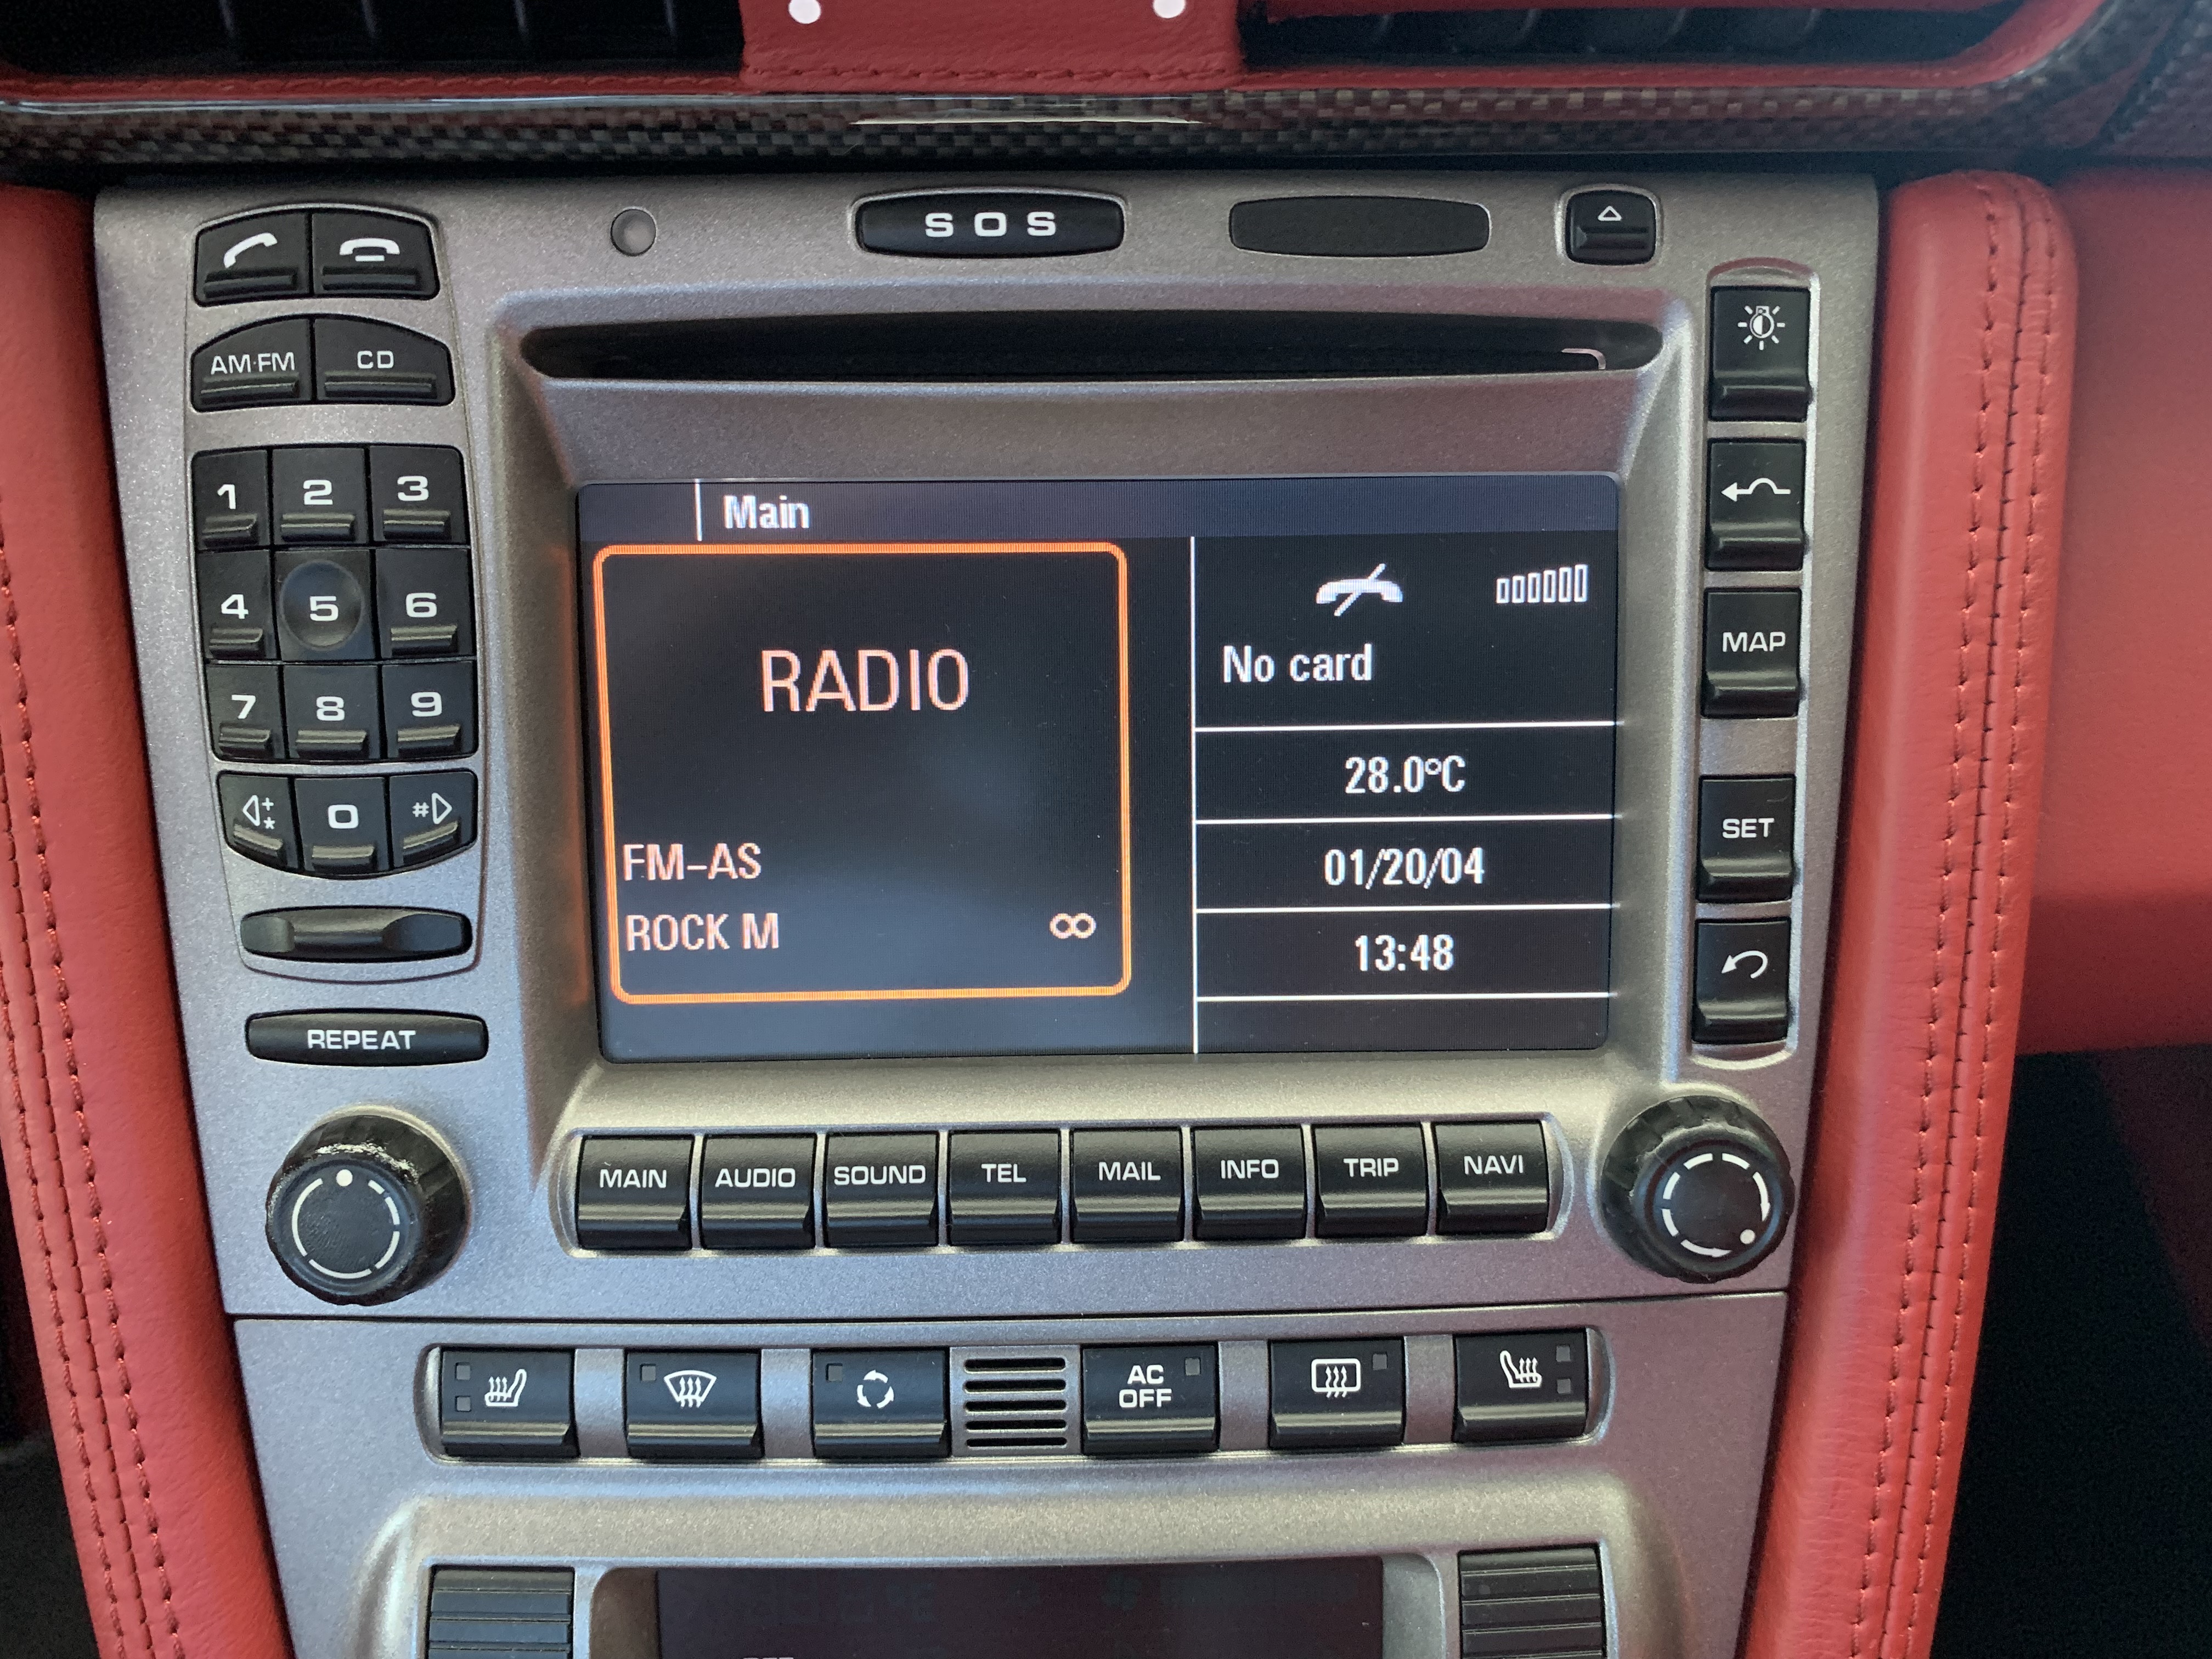 SOS
AM·FM
CD
1
2
3
4
5
6
7
8
9
+
*
0
#
REPEAT
Main
RADIO
FM-AS
ROCK M
∞
No card
28.0°C
01/20/04
13:48
MAP
SET
MAIN
AUDIO
SOUND
TEL
MAIL
INFO
TRIP
NAVI
AC
OFF